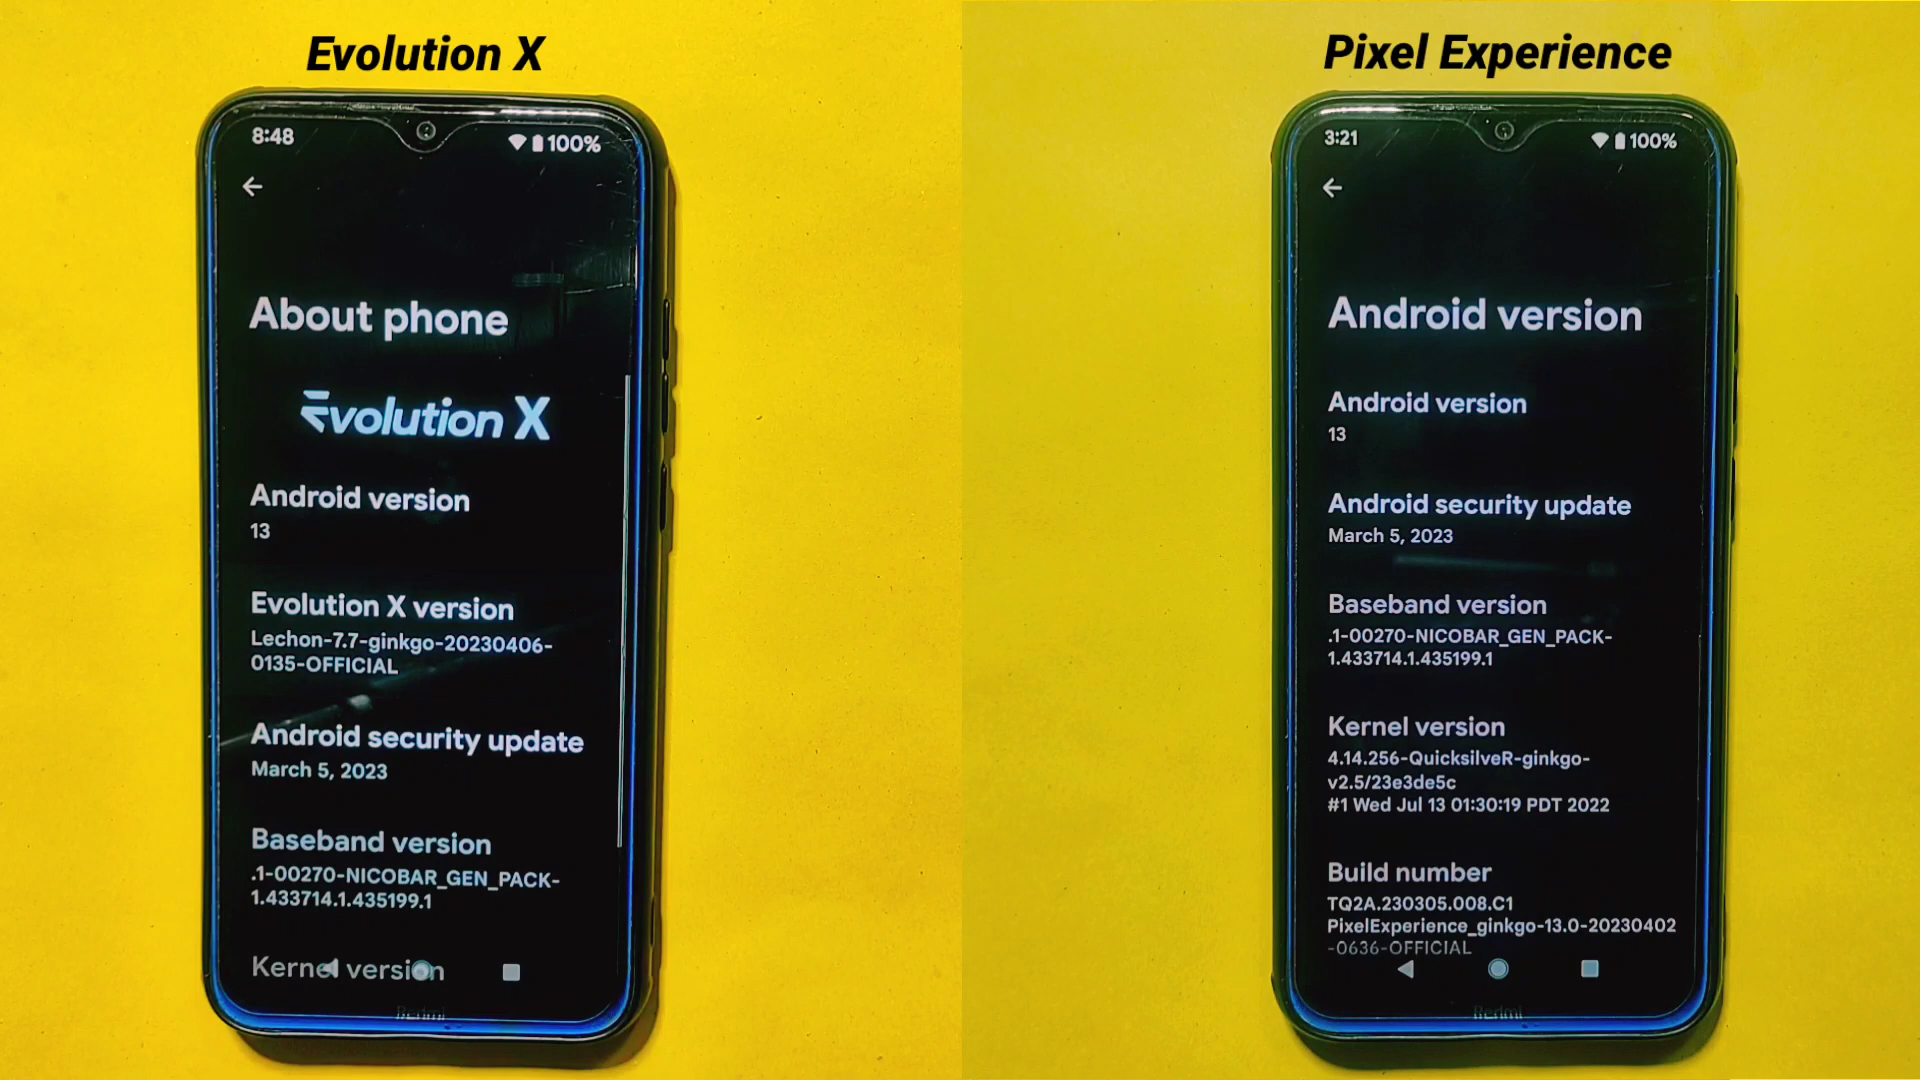 Evolution X
8:48
100%
About phone
Evolution X
Android version
13
Evolution X version
Lechon-7.7-ginkgo-20230406-
0135-OFFICIAL
Android security update
March 5, 2023
Baseband version
.1-00270-NICOBAR_GEN_PACK-
1.433714.1.435199.1
Kernel version
Redmi
Pixel Experience
3:21
100%
Android version
Android version
13
Android security update
March 5, 2023
Baseband version
.1-00270-NICOBAR_GEN_PACK-
1.433714.1.435199.1
Kernel version
4.14.256-QuicksilveR-ginkgo-
v2.5/23e3de5c
#1 Wed Jul 13 01:30:19 PDT 2022
Build number
TQ2A.230305.008.C1
PixelExperience_ginkgo-13.0-20230402
-0636-OFFICIAL
Redmi